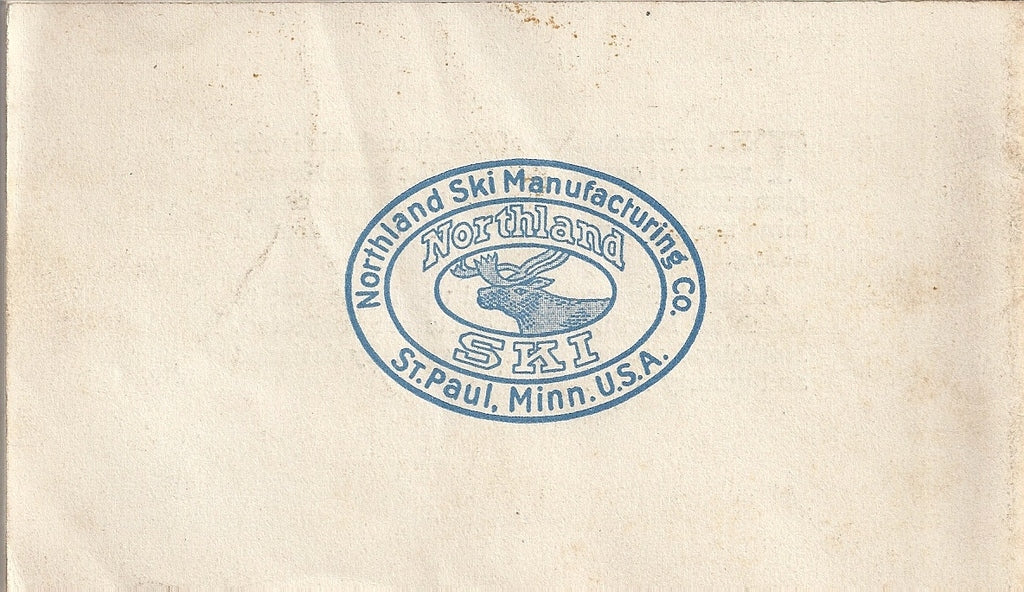 Northland Ski Manufacturing Co.
Northland
SKI
ST.Paul, Minn. U.S.A.